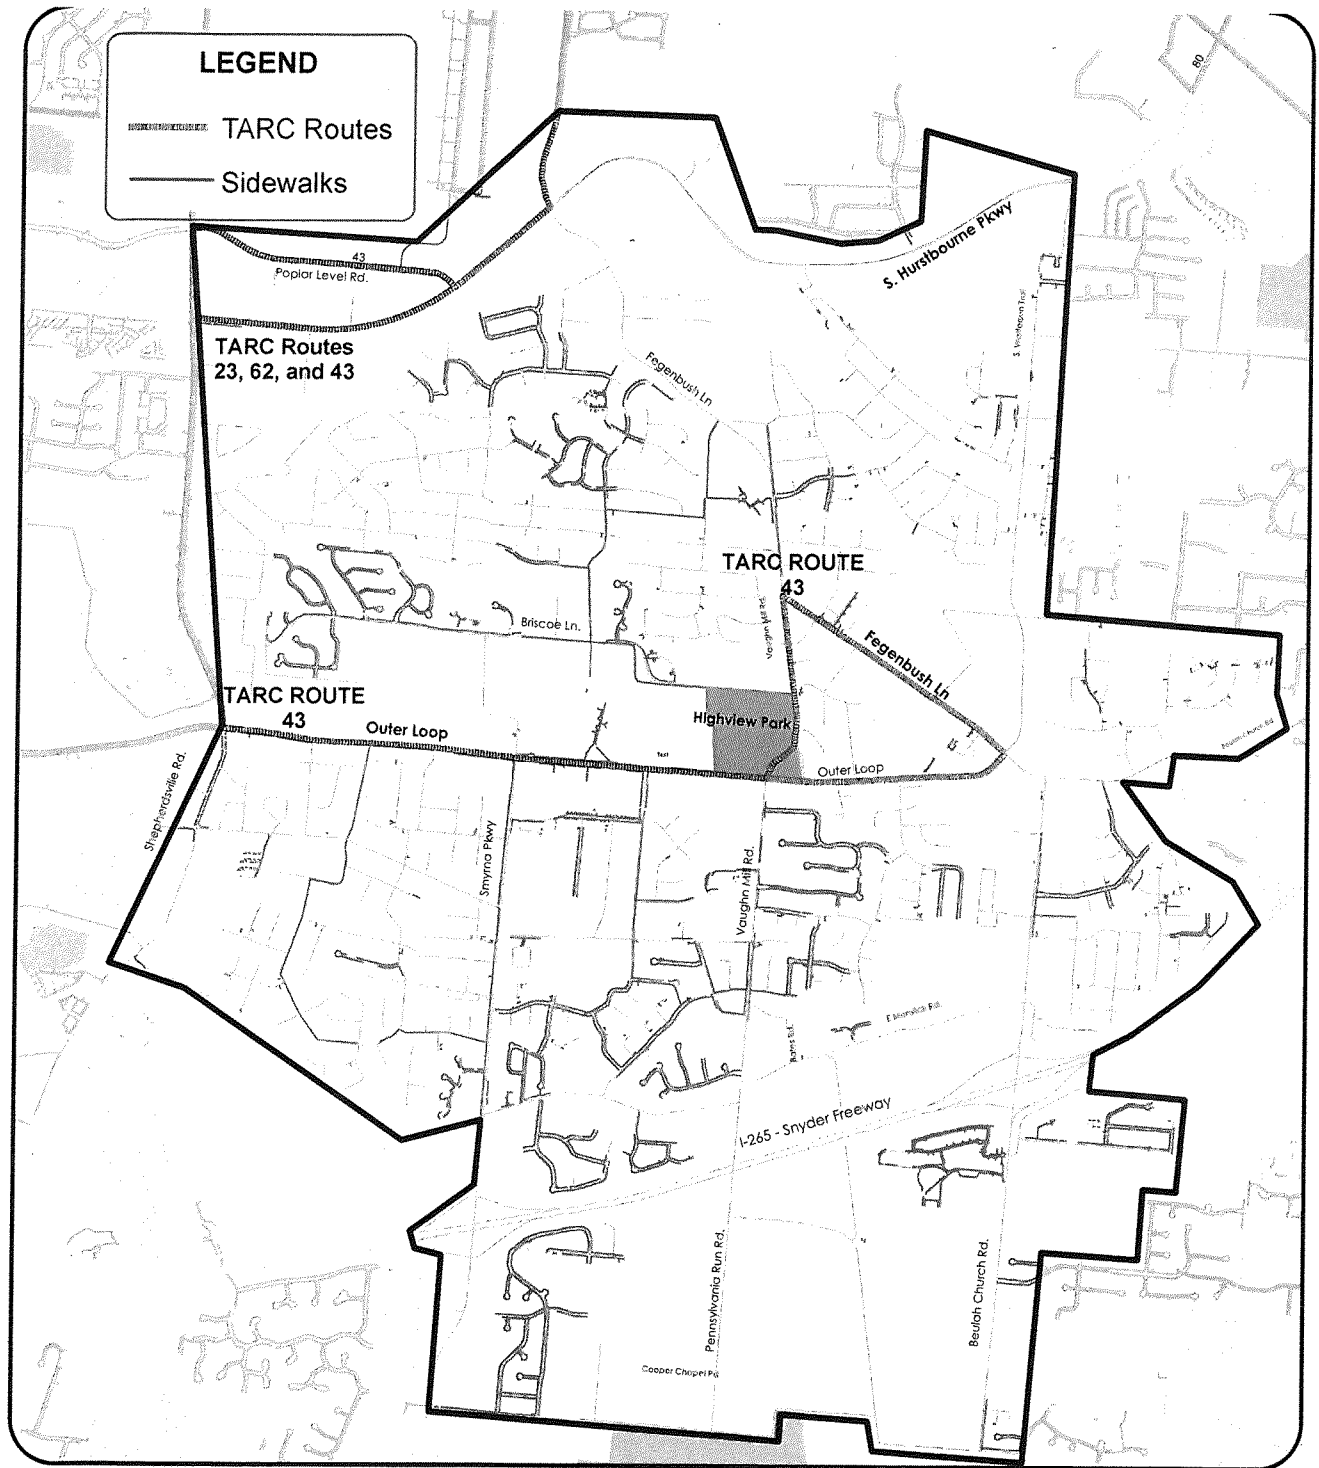 LEGEND
TARC Routes
Sidewalks
80
S. Hurstbourne Pkwy
43
Poplar Level Rd.
TARC Routes
23, 62, and 43
Fegenbush Ln
TARC ROUTE
43
Vaughn Mill Rd.
Briscoe Ln.
Fegenbush Ln
TARC ROUTE
43
Outer Loop
Highview Park
Outer Loop
Shepherdsville Rd.
Smyrna Pkwy
Vaughn Mill Rd.
Bates Rd.
I-265 - Snyder Freeway
Pennsylvania Run Rd.
Beulah Church Rd.
Cooper Chapel Rd